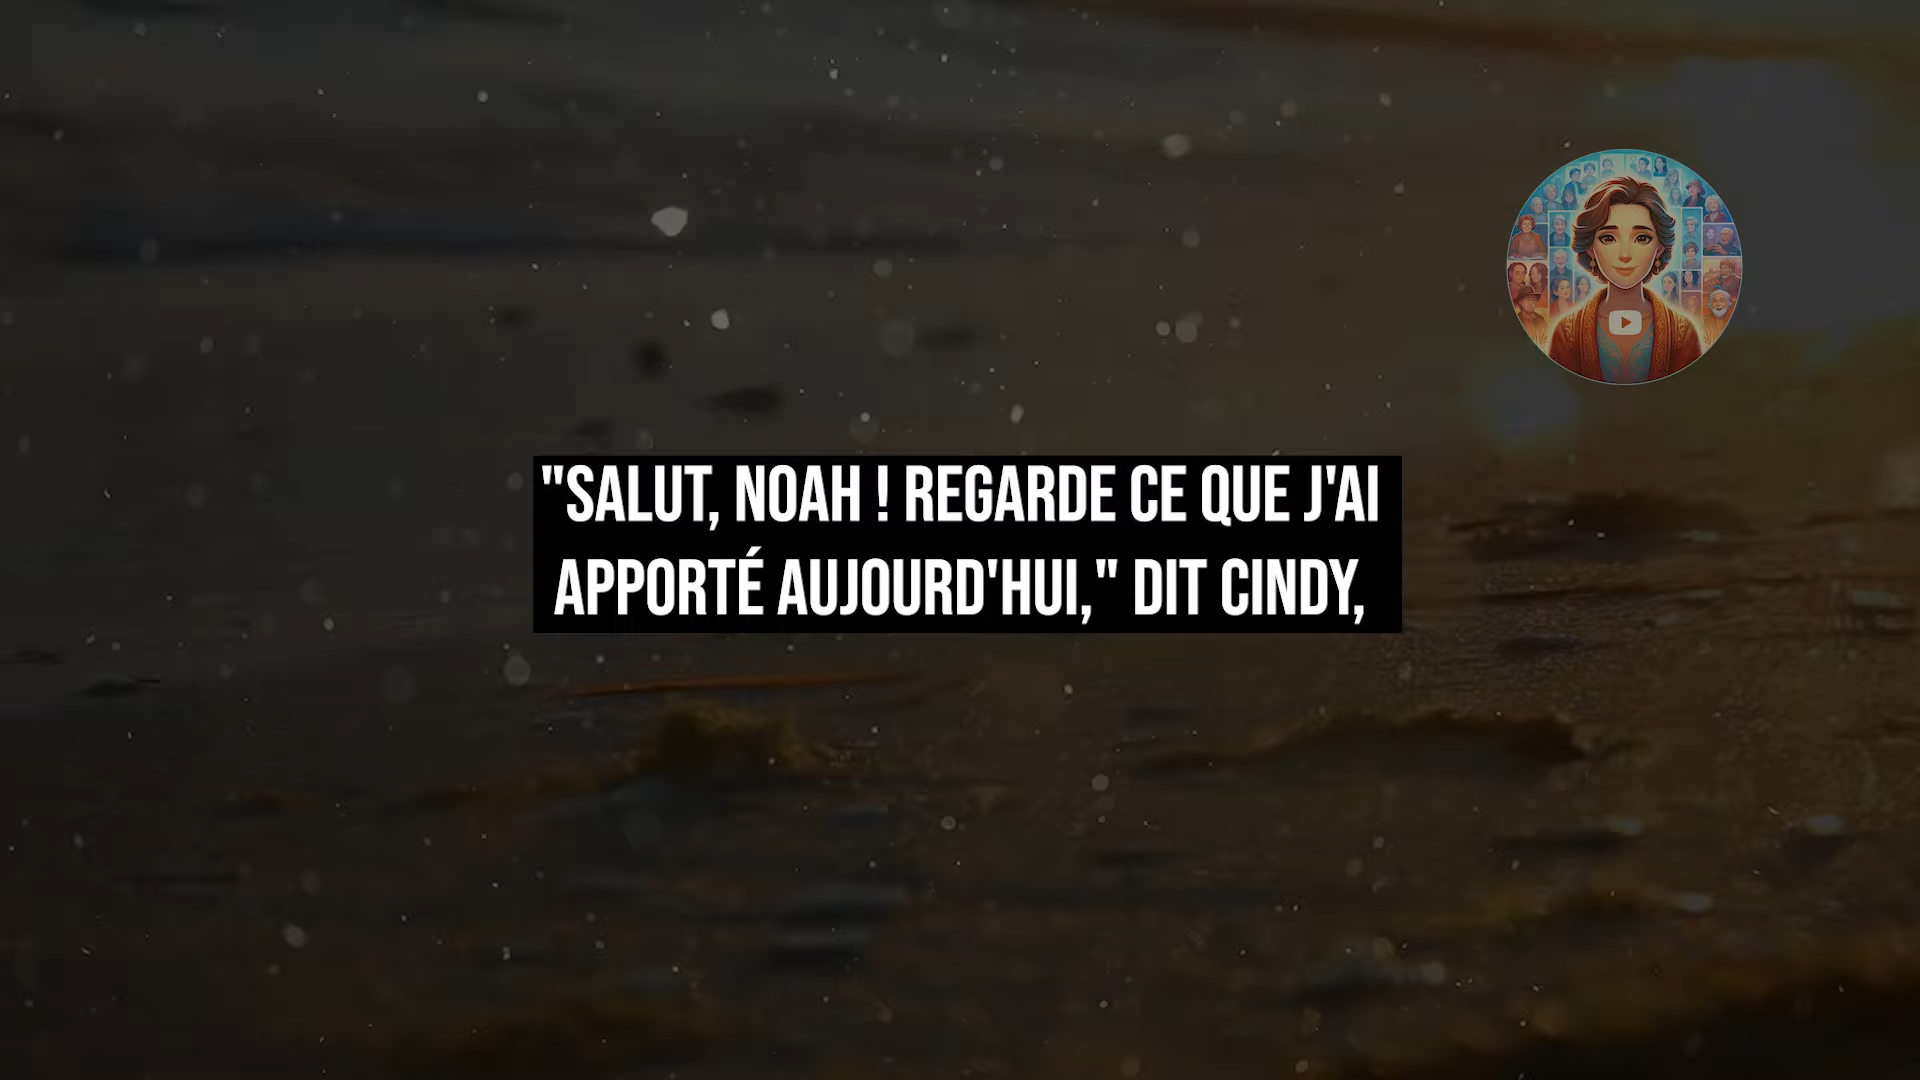 "SALUT, NOAH ! REGARDE CE QUE J'AI
APPORTÉ AUJOURD'HUI," DIT CINDY,